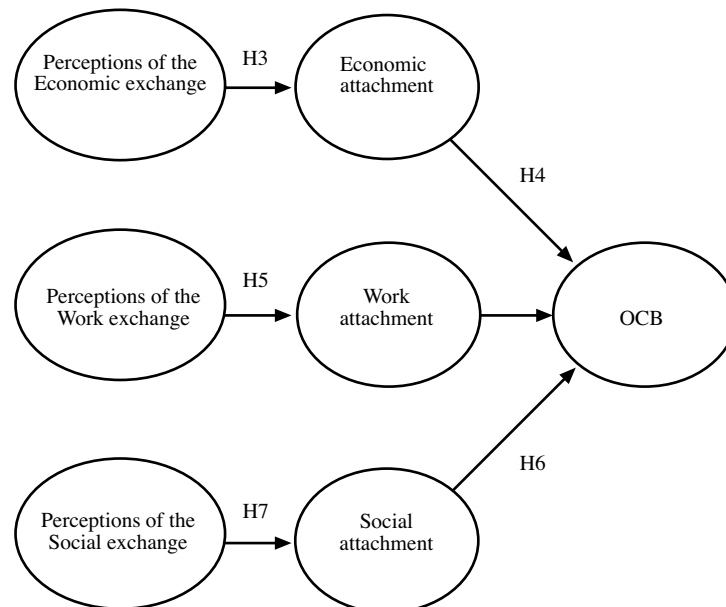 Perceptions of the
Economic exchange
H3
Economic
attachment
H4
Perceptions of the
Work exchange
H5
Work
attachment
OCB
Perceptions of the
Social exchange
H7
Social
attachment
H6